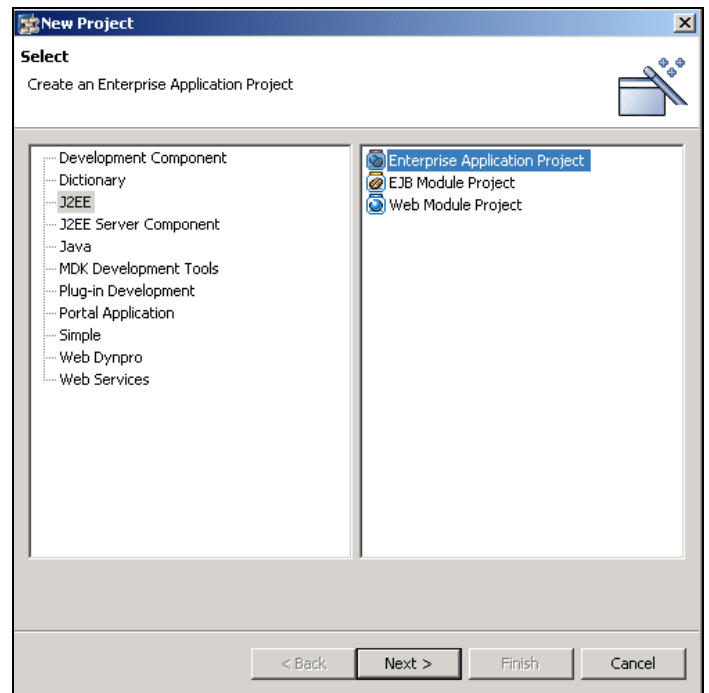 New Project
Select
Create an Enterprise Application Project
Development Component
Dictionary
J2EE
J2EE Server Component
Java
MDK Development Tools
Plug-in Development
Portal Application
Simple
Web Dynpro
Web Services
Enterprise Application Project
EJB Module Project
Web Module Project
< Back
Next >
Finish
Cancel